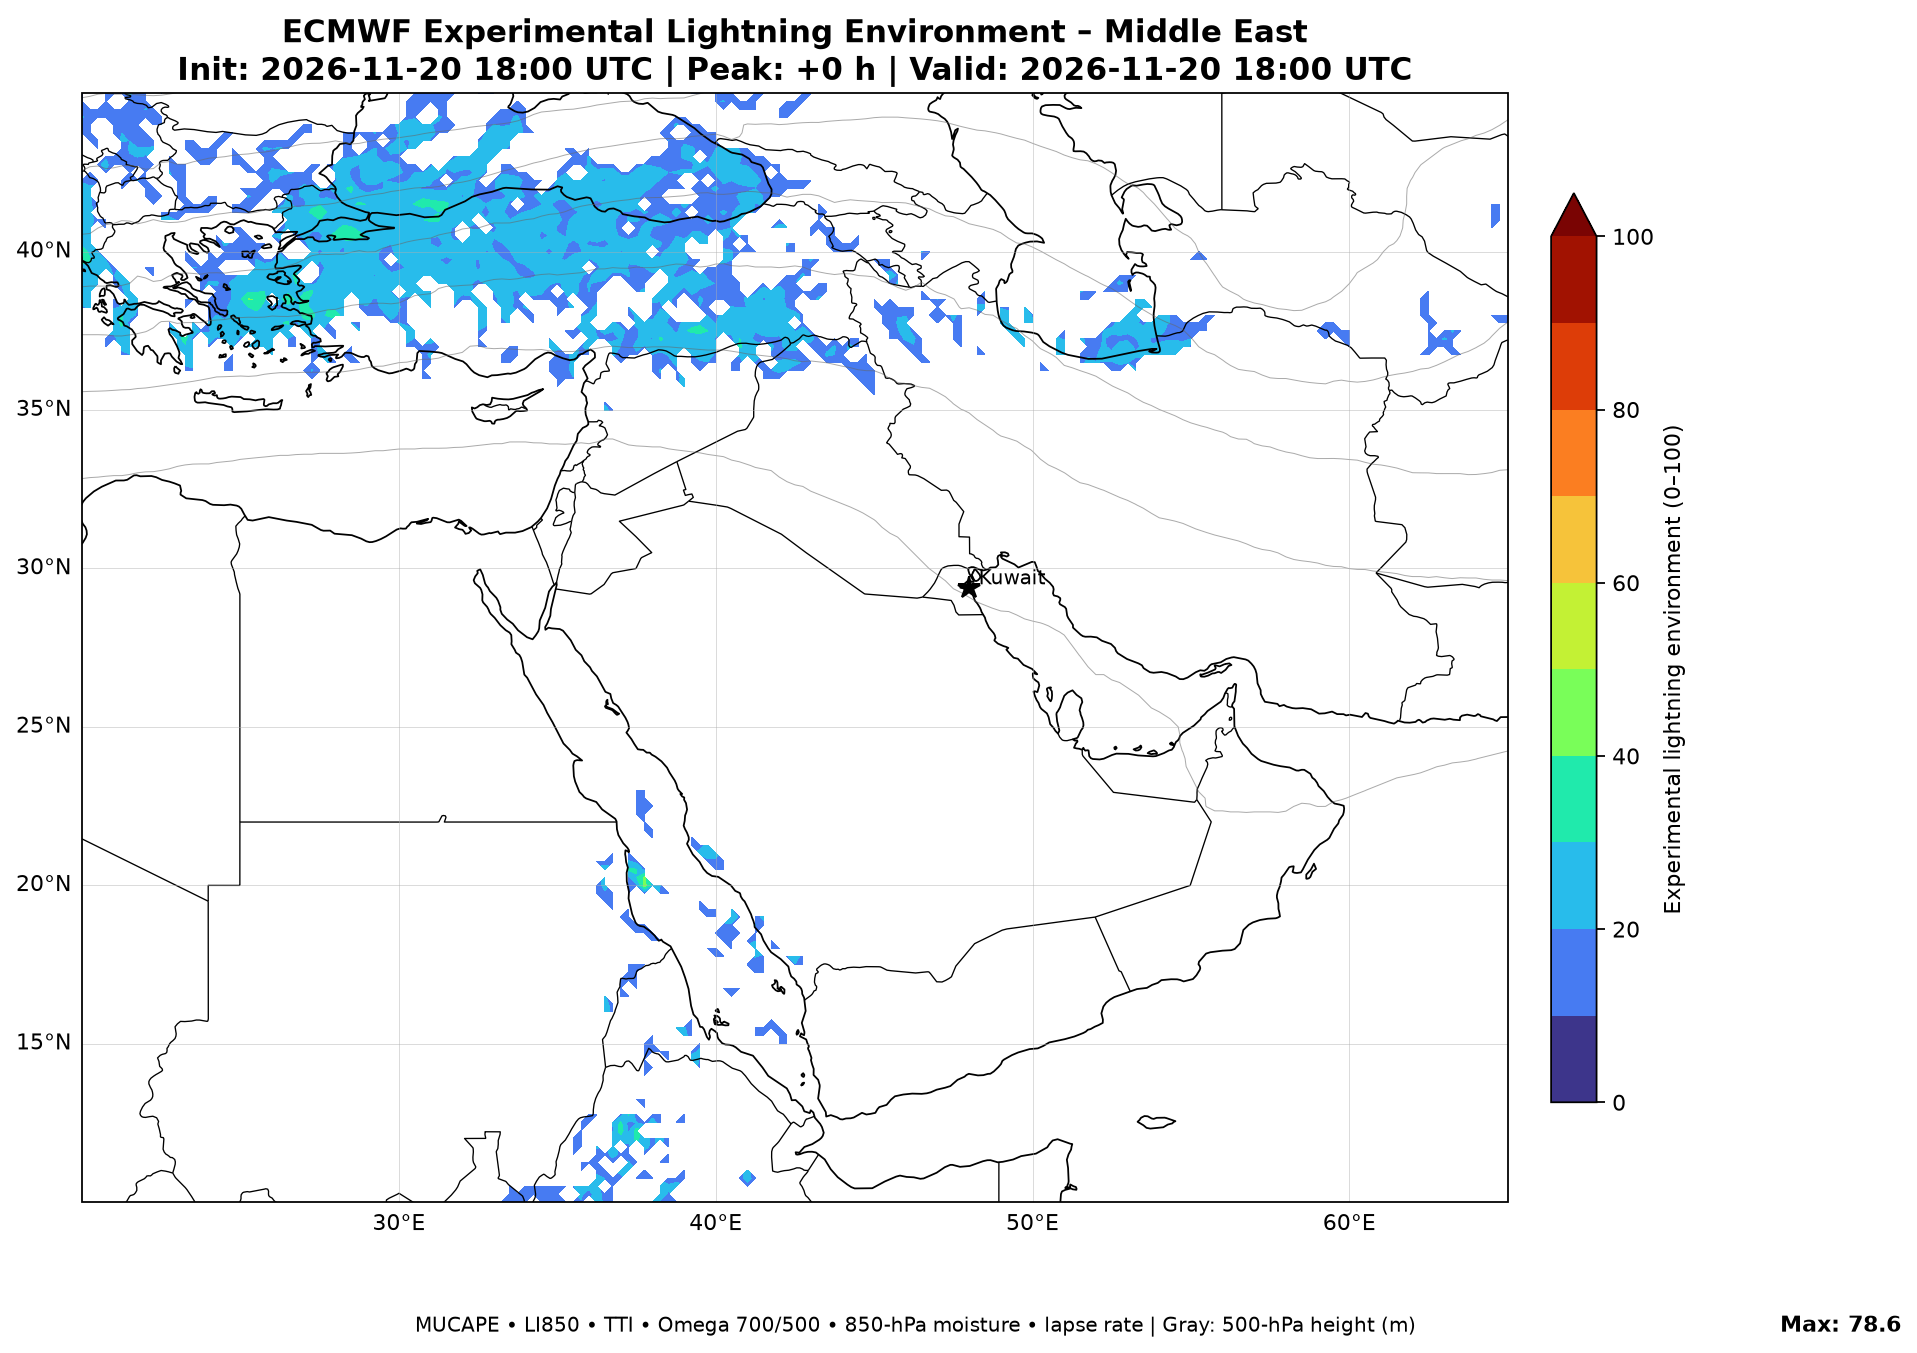 ECMWF Experimental Lightning Environment – Middle East
Init: 2026-11-20 18:00 UTC | Peak: +0 h | Valid: 2026-11-20 18:00 UTC
40°N
35°N
30°N
25°N
20°N
15°N
Kuwait
30°E
40°E
50°E
60°E
100
80
60
40
20
0
Experimental lightning environment (0–100)
MUCAPE • LI850 • TTI • Omega 700/500 • 850-hPa moisture • lapse rate | Gray: 500-hPa height (m)
Max: 78.6